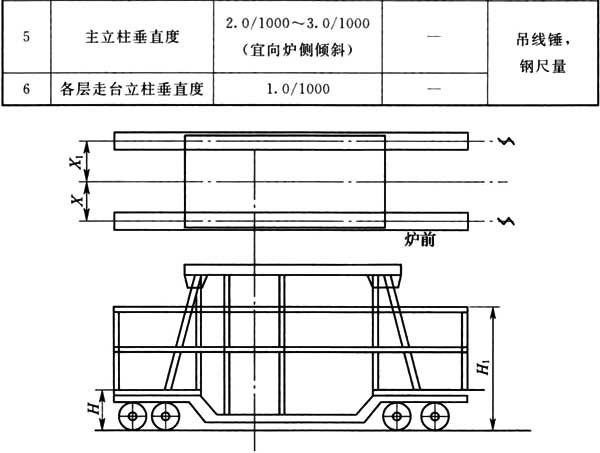 5 主立柱垂直度 2.0/1000～3.0/1000
（宜向炉侧倾斜） — 吊线锤，
钢尺量
6 各层走台立柱垂直度 1.0/1000 —
X₁
X
炉前
H
H₁